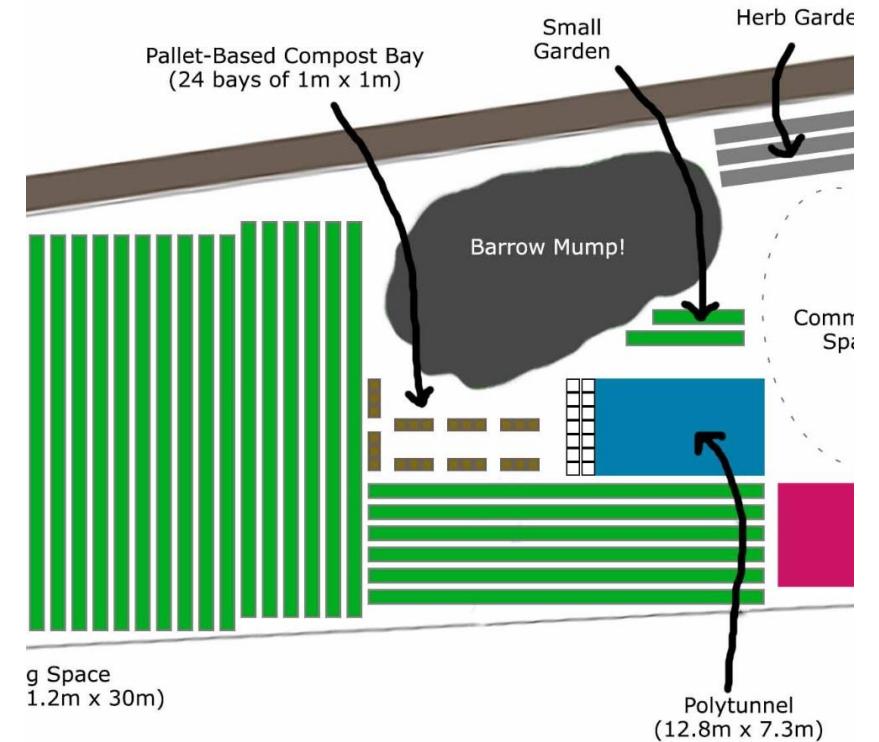 Pallet-Based Compost Bay
(24 bays of 1m x 1m)
Small
Garden
Herb Garde
Barrow Mump!
Comm
Spa
g Space
1.2m x 30m)
Polytunnel
(12.8m x 7.3m)